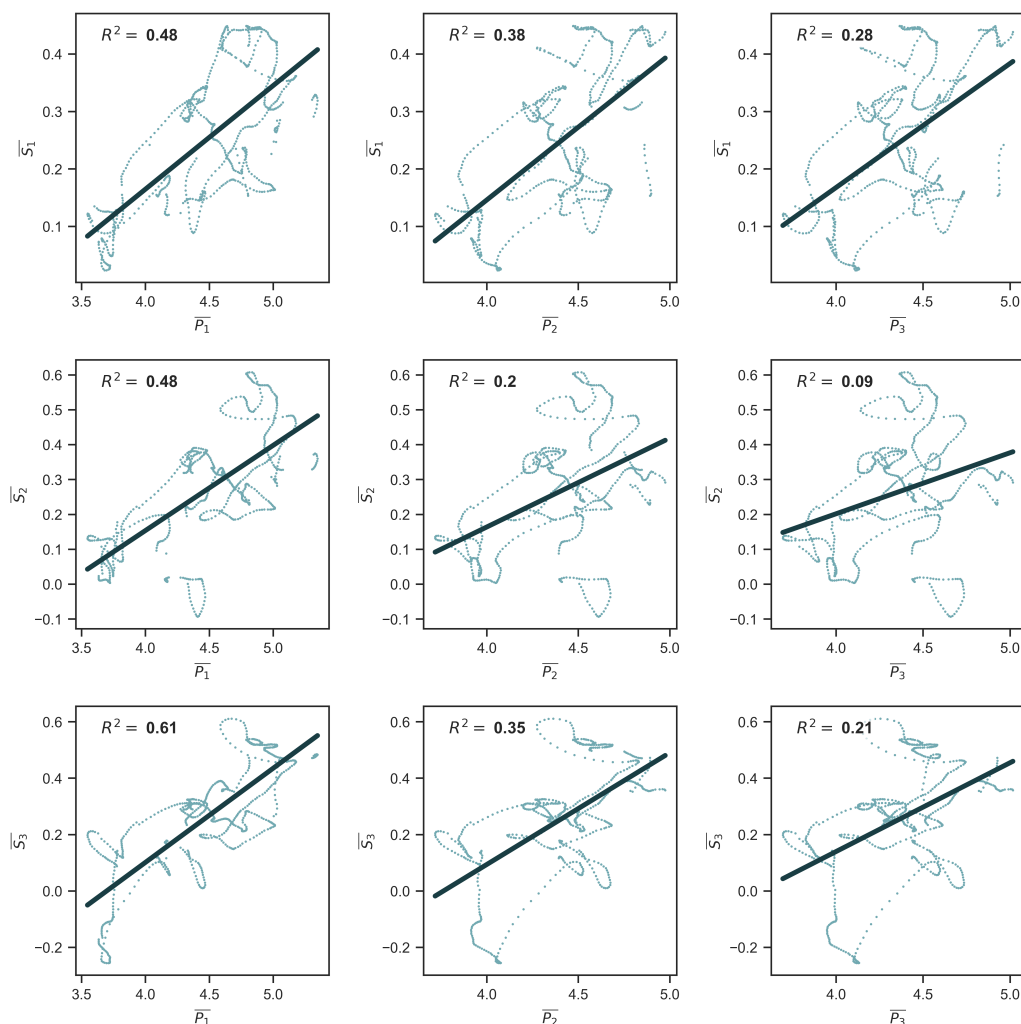 R² = 0.48
R² = 0.38
R² = 0.28
0.4
0.3
0.2
0.1
0.4
0.3
0.2
0.1
0.4
0.3
0.2
0.1
S̅₁
S̅₁
S̅₁
3.5 4.0 4.5 5.0
4.0 4.5 5.0
4.0 4.5 5.0
P̅₁
P̅₂
P̅₃
R² = 0.48
R² = 0.2
R² = 0.09
0.6
0.5
0.4
0.3
0.2
0.1
0.0
−0.1
0.6
0.5
0.4
0.3
0.2
0.1
0.0
−0.1
0.6
0.5
0.4
0.3
0.2
0.1
0.0
−0.1
S̅₂
S̅₂
S̅₂
3.5 4.0 4.5 5.0
4.0 4.5 5.0
4.0 4.5 5.0
P̅₁
P̅₂
P̅₃
R² = 0.61
R² = 0.35
R² = 0.21
0.6
0.4
0.2
0.0
−0.2
0.6
0.4
0.2
0.0
−0.2
0.6
0.4
0.2
0.0
−0.2
S̅₃
S̅₃
S̅₃
3.5 4.0 4.5 5.0
4.0 4.5 5.0
4.0 4.5 5.0
P̅₁
P̅₂
P̅₃